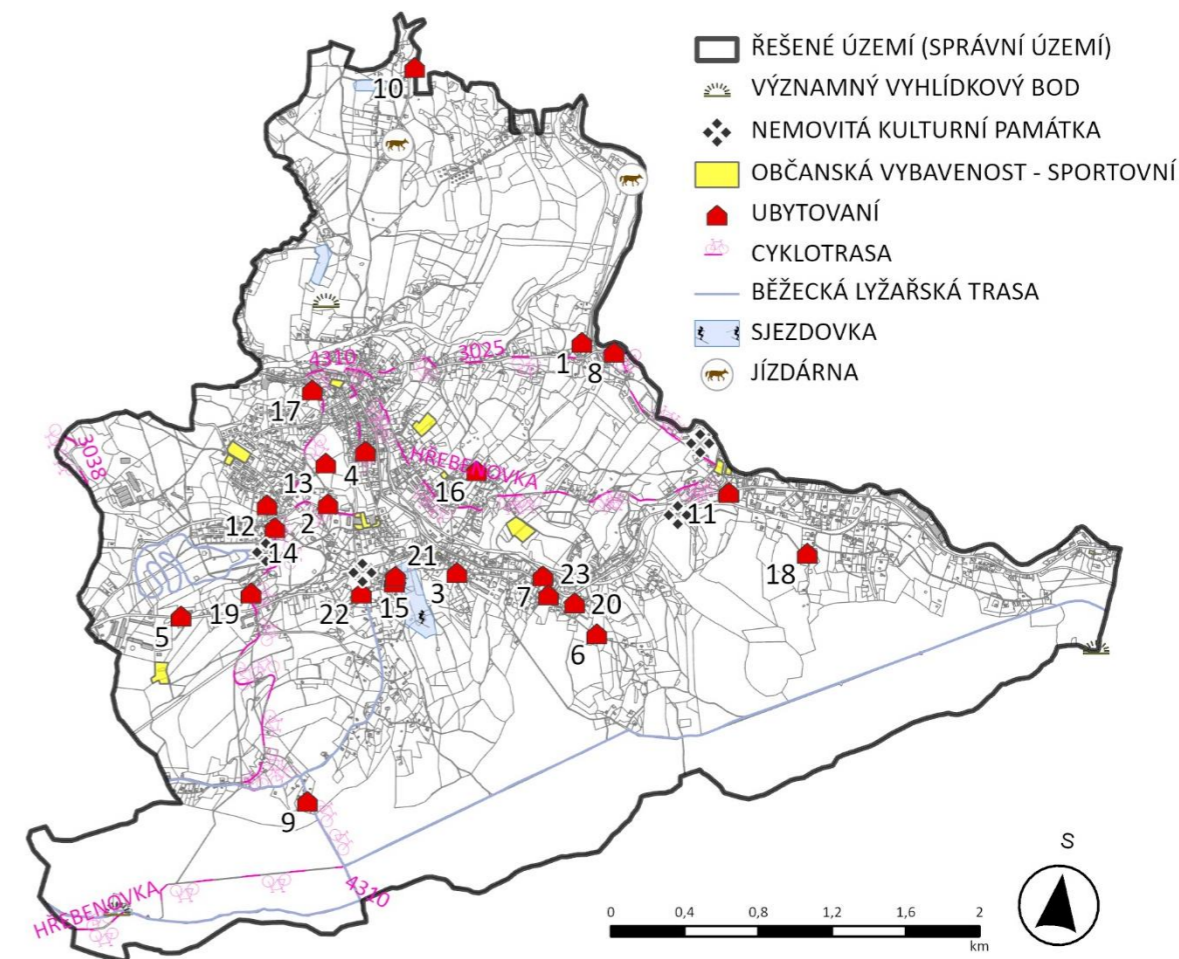 ŘEŠENÉ ÚZEMÍ (SPRÁVNÍ ÚZEMÍ)
VÝZNAMNÝ VYHLÍDKOVÝ BOD
NEMOVITÁ KULTURNÍ PAMÁTKA
OBČANSKÁ VYBAVENOST - SPORTOVNÍ
UBYTOVANÍ
CYKLOTRASA
BĚŽECKÁ LYŽAŘSKÁ TRASA
SJEZDOVKA
JÍZDÁRNA
10
4310
3025
1
8
17
3038
13
4
HŘEBENOVKA
16
11
12
2
14
21
18
5
19
22
15
3
7
23
20
6
9
4310
HŘEBENOVKA
S
0 0,4 0,8 1,2 1,6 2
km